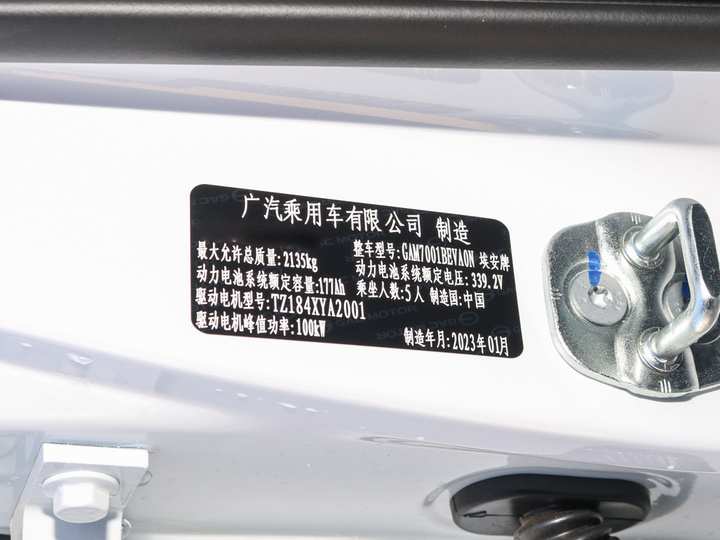 广汽乘用车有限公司 制造
最大允许总质量:2135kg 整车型号:GAM7001BEVA0N 埃安牌
动力电池系统额定容量:177Ah 动力电池系统额定电压:339.2V
驱动电机型号:TZ184XYA2001 乘坐人数:5人 制造国:中国
驱动电机峰值功率:100kW 制造年月:2023年01月